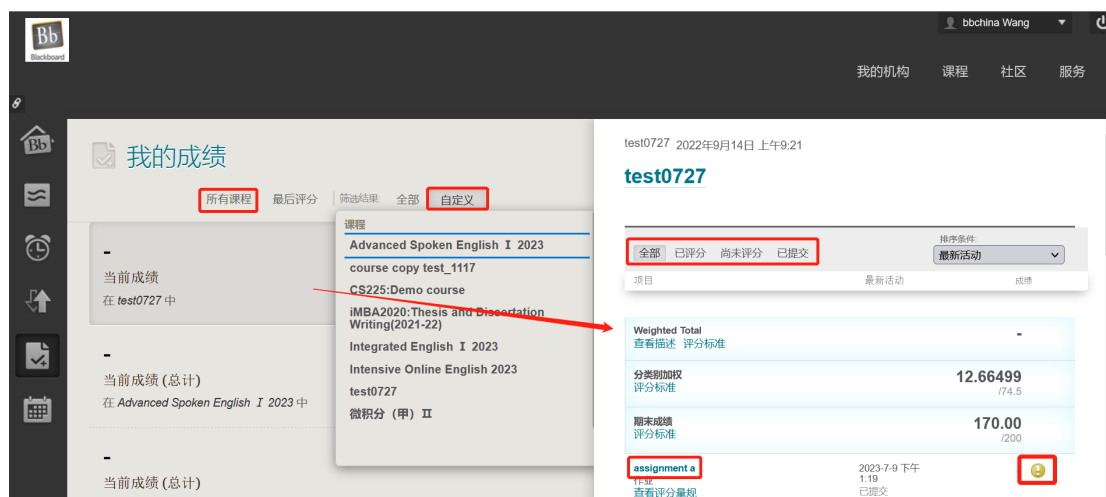 Bb
Blackboard
bbchina Wang
我的机构
课程
社区
服务
Bb
我的成绩
所有课程
最后评分
筛选结果:
全部
自定义
-
当前成绩
在 test0727 中
-
当前成绩 (总计)
在 Advanced Spoken English Ⅰ 2023 中
-
当前成绩 (总计)
课程
Advanced Spoken English Ⅰ 2023
course copy test_1117
CS225:Demo course
iMBA2020:Thesis and Dissertation
Writing(2021-22)
Integrated English Ⅰ 2023
Intensive Online English 2023
test0727
微积分（甲）Ⅱ
test0727 2022年9月14日 上午9:21
test0727
全部 已评分 尚未评分 已提交
排序条件:
最新活动
项目 最新活动 成绩
Weighted Total -
查看描述 评分标准
分类别加权 12.66499
评分标准 /74.5
期末成绩 170.00
评分标准 /200
assignment a 2023-7-9 下午
作业 1:19
查看评分量规 已提交